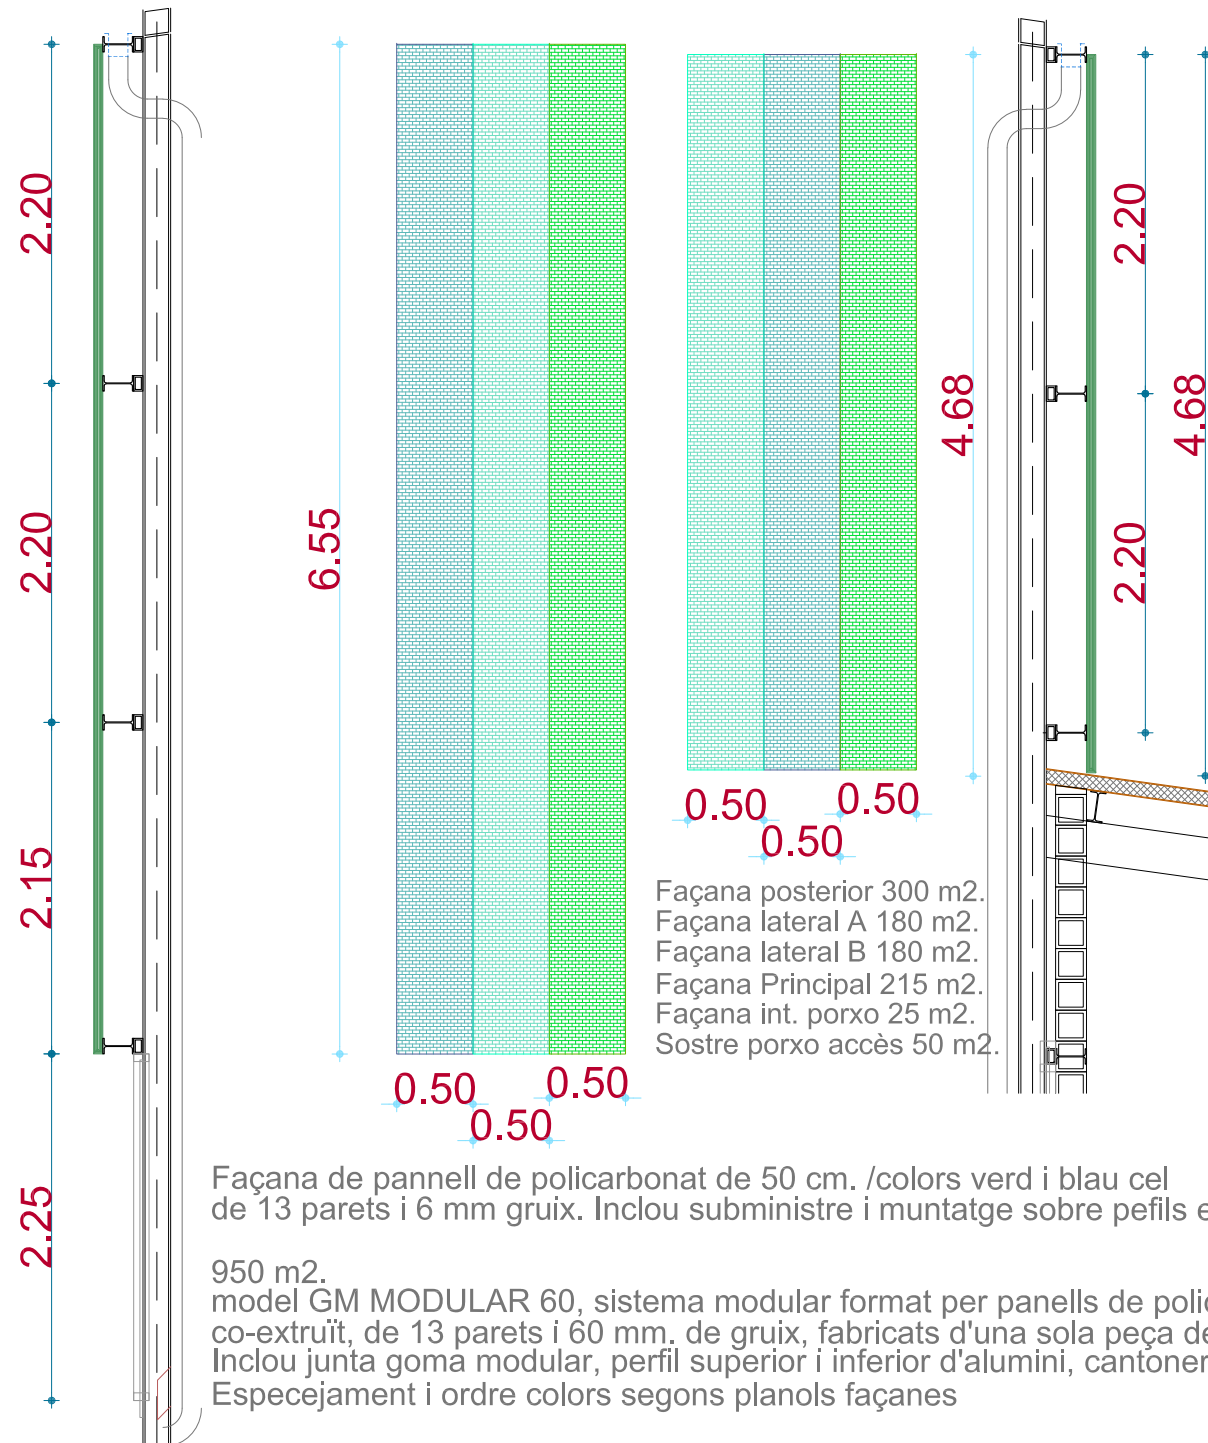 2.20
2.20
2.15
2.25
6.55
0.50
0.50
0.50
4.68
0.50
0.50
0.50
2.20
2.20
4.68
Façana posterior 300 m2.
Façana lateral A 180 m2.
Façana lateral B 180 m2.
Façana Principal 215 m2.
Façana int. porxo 25 m2.
Sostre porxo accès 50 m2.
Façana de pannell de policarbonat de 50 cm. /colors verd i blau cel
de 13 parets i 6 mm gruix. Inclou subministre i muntatge sobre pefils e
950 m2.
model GM MODULAR 60, sistema modular format per panells de polic
co-extruït, de 13 parets i 60 mm. de gruix, fabricats d'una sola peça de
Inclou junta goma modular, perfil superior i inferior d'alumini, cantoner
Especejament i ordre colors segons planols façanes